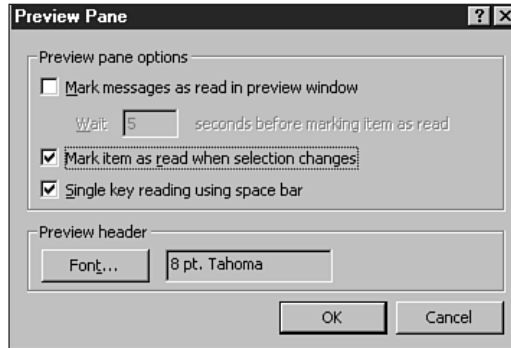 Preview Pane
Preview pane options
Mark messages as read in preview window
Wait 5 seconds before marking item as read
Mark item as read when selection changes
Single key reading using space bar
Preview header
Font... 8 pt. Tahoma
OK Cancel